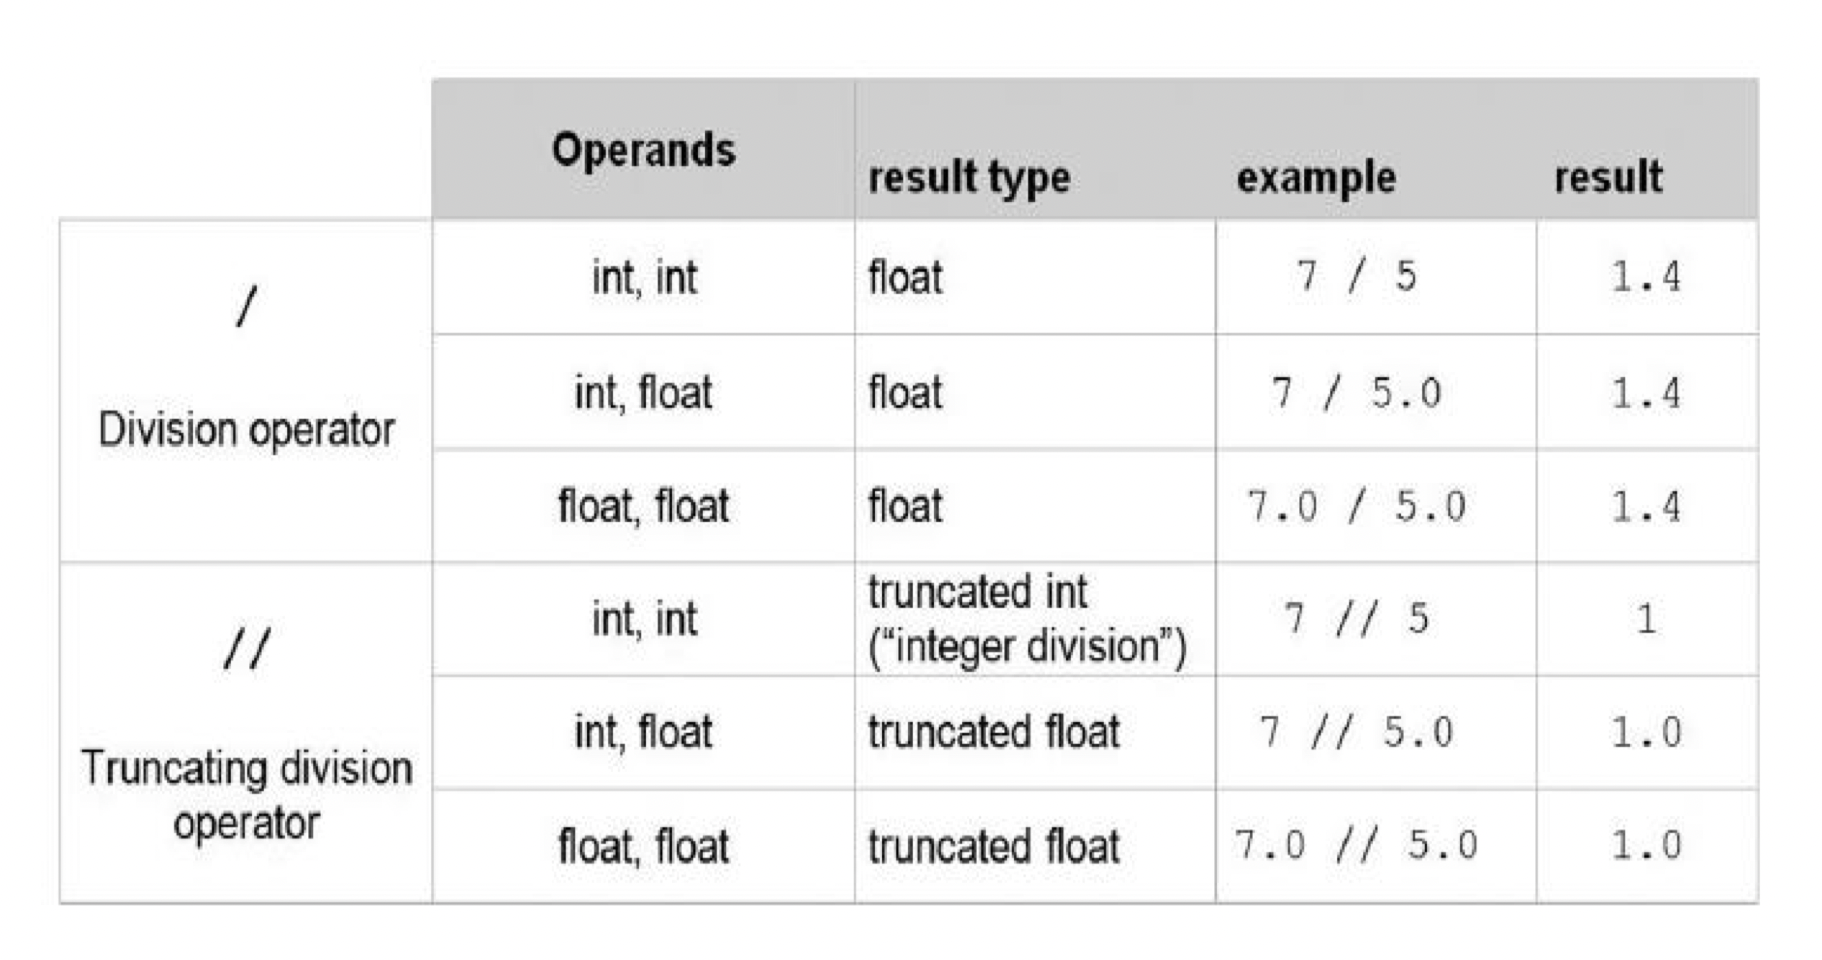 Operands result type example result
/
Division operator
int, int float 7 / 5 1.4
int, float float 7 / 5.0 1.4
float, float float 7.0 / 5.0 1.4
//
Truncating division
operator
int, int truncated int
(“integer division”) 7 // 5 1
int, float truncated float 7 // 5.0 1.0
float, float truncated float 7.0 // 5.0 1.0